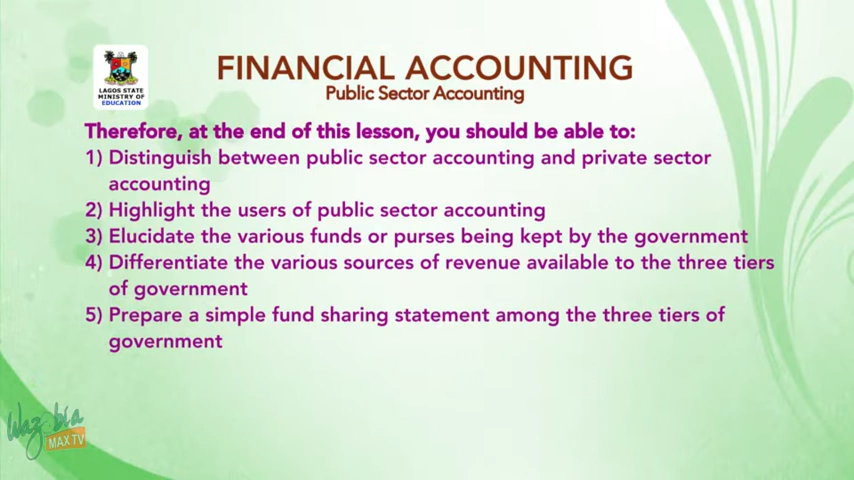 FINANCIAL ACCOUNTING
Public Sector Accounting
LAGOS STATE
MINISTRY OF
EDUCATION
Therefore, at the end of this lesson, you should be able to:
1) Distinguish between public sector accounting and private sector
accounting
2) Highlight the users of public sector accounting
3) Elucidate the various funds or purses being kept by the government
4) Differentiate the various sources of revenue available to the three tiers
of government
5) Prepare a simple fund sharing statement among the three tiers of
government
Wazobia
MAX TV